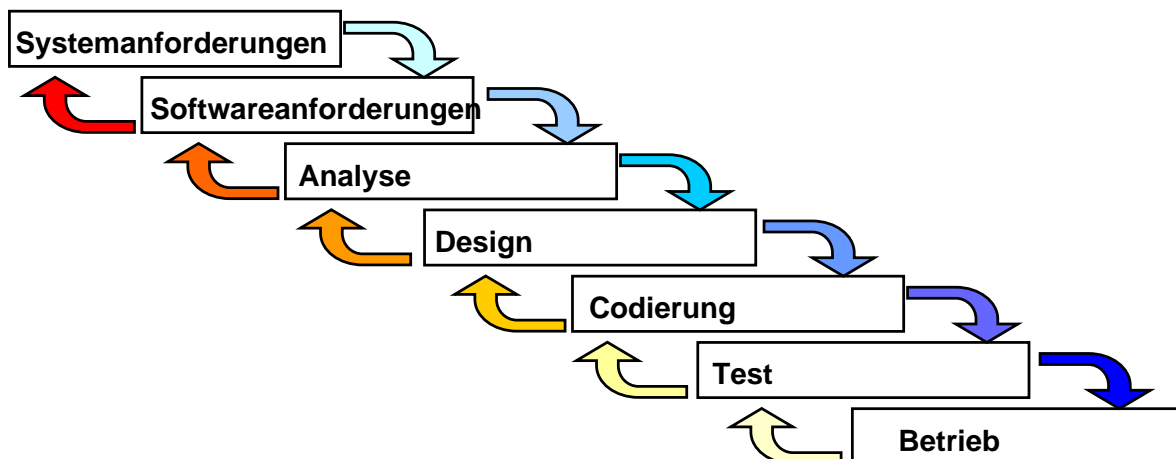 Systemanforderungen
Softwareanforderungen
Analyse
Design
Codierung
Test
Betrieb